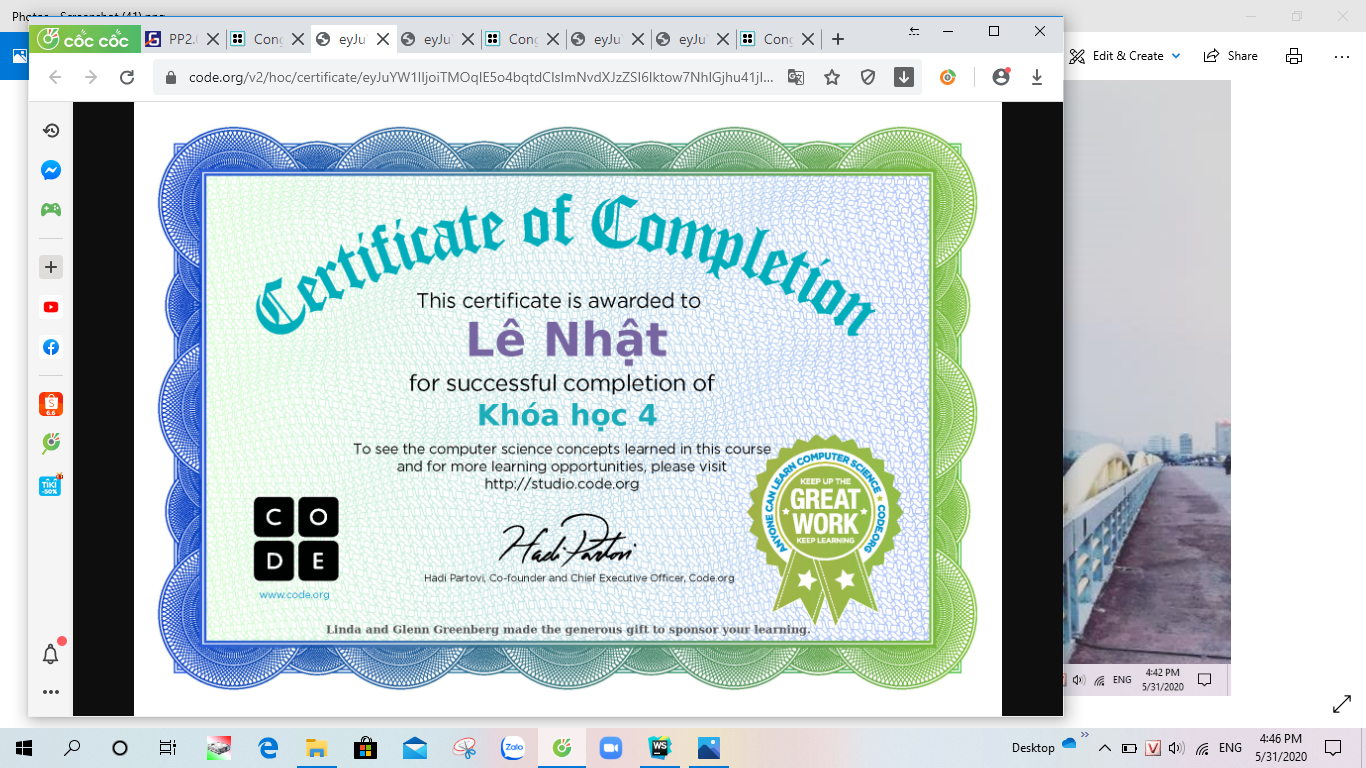 Photos - Screenshot (41).png
CỐC CỐC
PP2.
Cong
eyJu
eyJu
Cong
eyJu
eyJu
Cong
code.org/v2/hoc/certificate/
Edit & Create
Share
Certificate of Completion
This certificate is awarded to
Lê Nhật
for successful completion of
Khóa học 4
To see the computer science concepts learned in this course
and for more learning opportunities, please visit
http://studio.code.org
ANYONE CAN LEARN COMPUTER SCIENCE
CODE.ORG
KEEP UP THE
GREAT
WORK
KEEP LEARNING
C O
D E
www.code.org
Hadi Partovi
Hadi Partovi, Co-founder and Chief Executive Officer, Code.org
Linda and Glenn Greenberg made the generous gift to sponsor your learning.
S
6.6
TIKI
-50%
ENG
4:42 PM
5/31/2020
Zalo
WS
Desktop
V
ENG
4:46 PM
5/31/2020